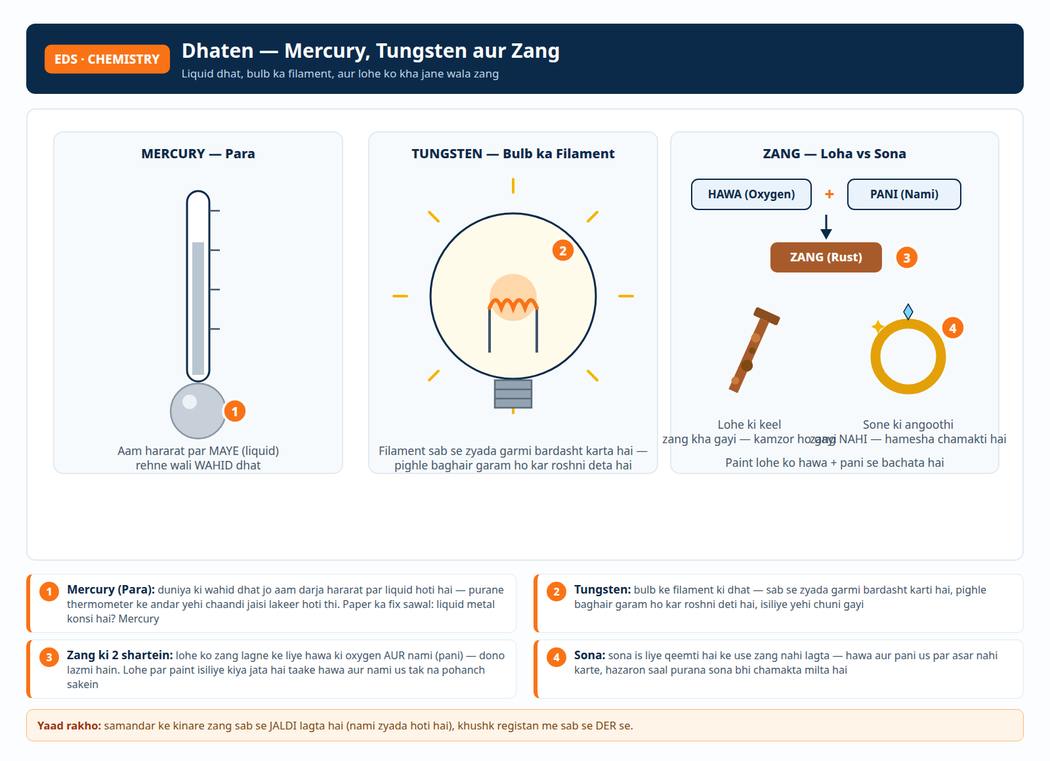 EDS · CHEMISTRY
Dhaten — Mercury, Tungsten aur Zang
Liquid dhat, bulb ka filament, aur lohe ko kha jane wala zang
MERCURY — Para
1
Aam hararat par MAYE (liquid)
rehne wali WAHID dhat
TUNGSTEN — Bulb ka Filament
2
Filament sab se zyada garmi bardasht karta hai —
pighle baghair garam ho kar roshni deta hai
ZANG — Loha vs Sona
HAWA (Oxygen)
+
PANI (Nami)
ZANG (Rust)
3
4
Lohe ki keel
zang kha gayi — kamzor ho gayi
Sone ki angoothi
zang NAHI — hamesha chamakti hai
Paint lohe ko hawa + pani se bachata hai
1
Mercury (Para): duniya ki wahid dhat jo aam darja hararat par liquid hoti hai — purane
thermometer ke andar yehi chaandi jaisi lakeer hoti thi. Paper ka fix sawal: liquid metal
konsi hai? Mercury
2
Tungsten: bulb ke filament ki dhat — sab se zyada garmi bardasht karti hai, pighle
baghair garam ho kar roshni deti hai, isiliye yehi chuni gayi
3
Zang ki 2 shartein: lohe ko zang lagne ke liye hawa ki oxygen AUR nami (pani) — dono
lazmi hain. Lohe par paint isiliye kiya jata hai taake hawa aur nami us tak na pohanch
sakein
4
Sona: sona is liye qeemti hai ke use zang nahi lagta — hawa aur pani us par asar nahi
karte, hazaron saal purana sona bhi chamakta milta hai
Yaad rakho: samandar ke kinare zang sab se JALDI lagta hai (nami zyada hoti hai), khushk registan me sab se DER se.